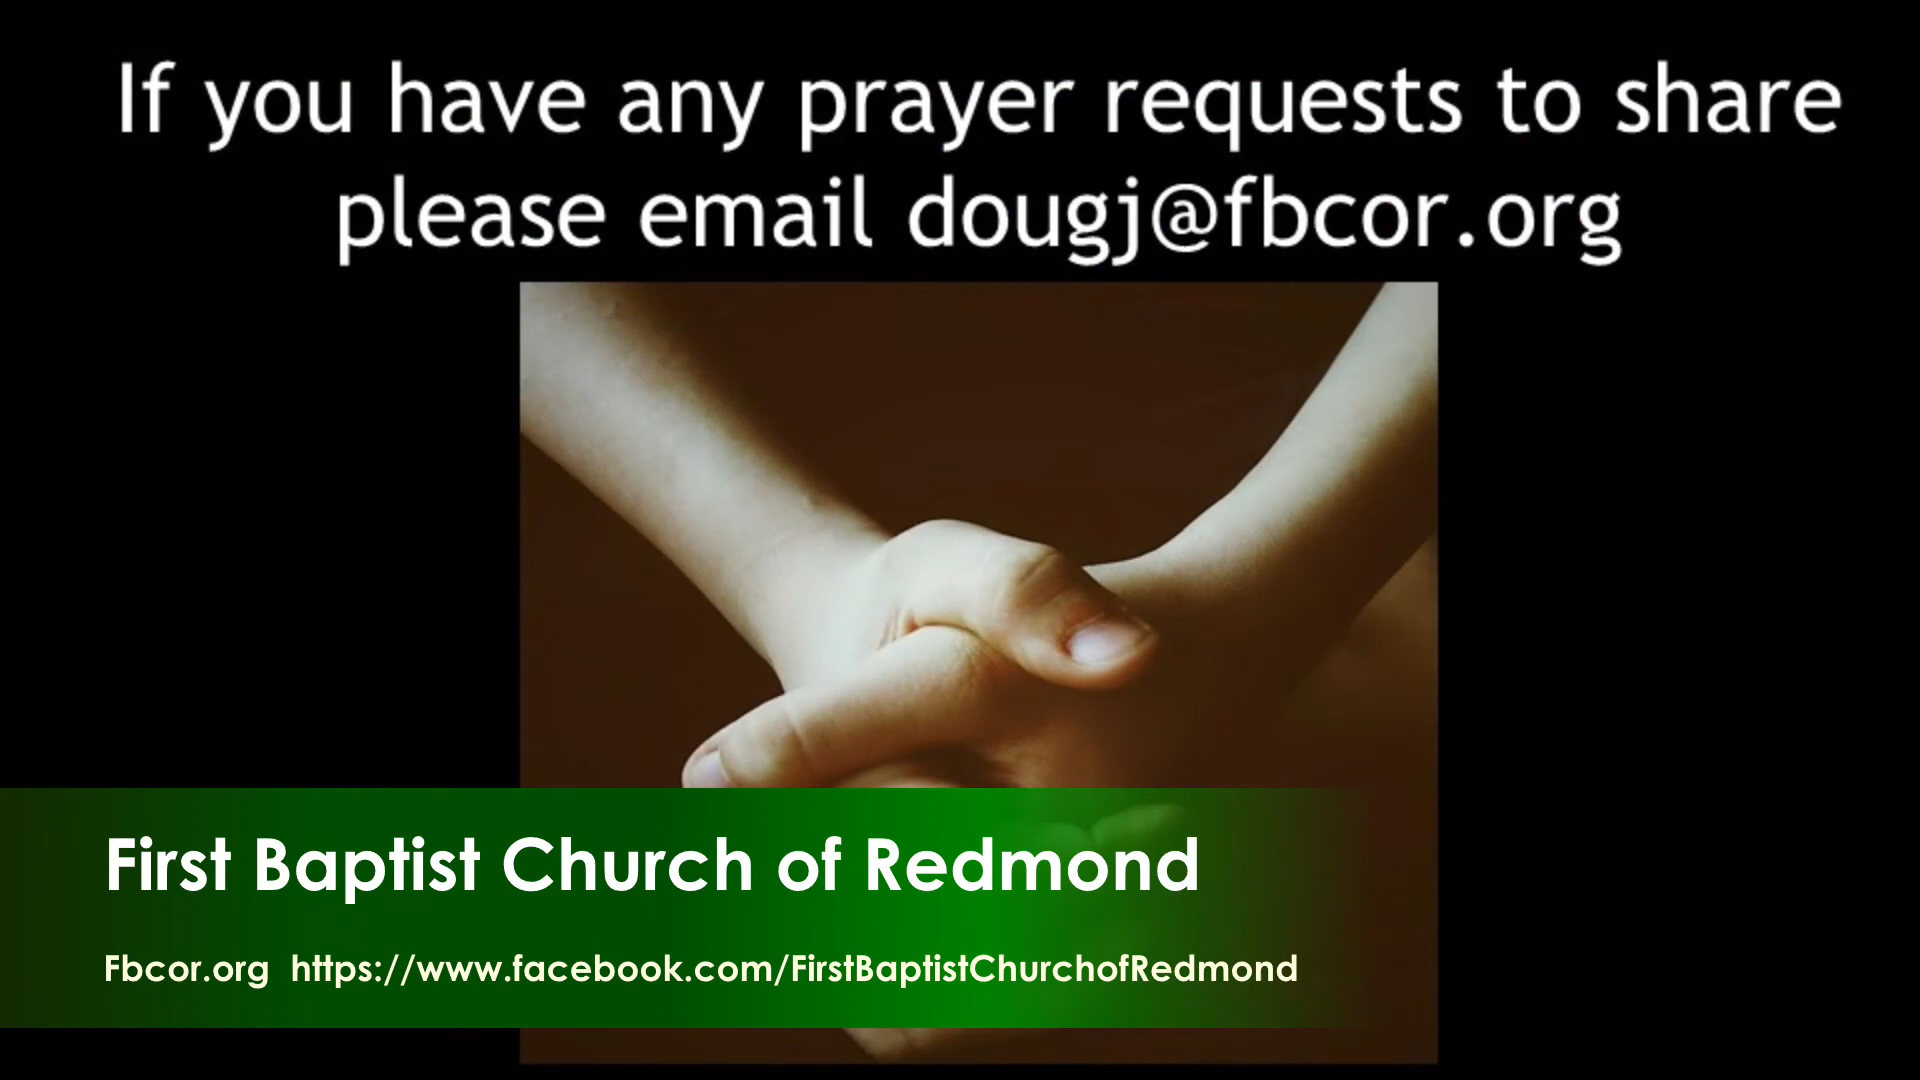 If you have any prayer requests to share
please email dougj@fbcor.org
First Baptist Church of Redmond
Fbcor.org  https://www.facebook.com/FirstBaptistChurchofRedmond